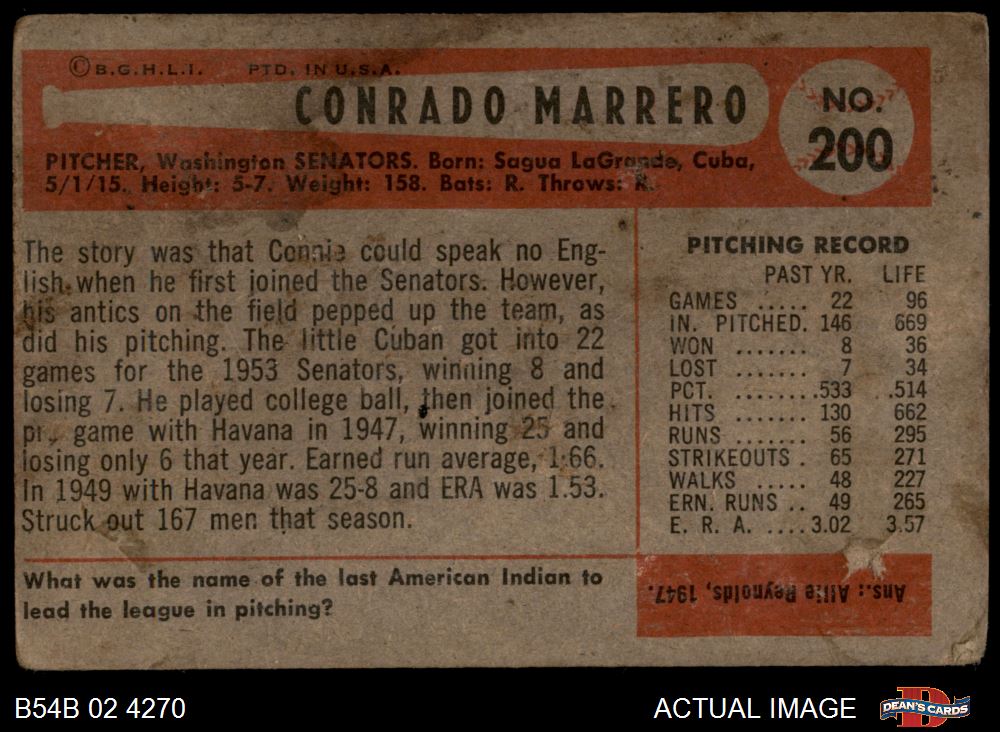 © B.G.H.L.I. PTD. IN U.S.A.
CONRADO MARRERO
NO.
200
PITCHER, Washington SENATORS. Born: Sagua LaGrande, Cuba,
5/1/15. Height: 5-7. Weight: 158. Bats: R. Throws: R.
The story was that Connie could speak no Eng-
lish when he first joined the Senators. However,
his antics on the field pepped up the team, as
did his pitching. The little Cuban got into 22
games for the 1953 Senators, winning 8 and
losing 7. He played college ball, then joined the
game with Havana in 1947, winning 25 and
losing only 6 that year. Earned run average, 1.66.
In 1949 with Havana was 25-8 and ERA was 1.53.
Struck out 167 men that season.
PITCHING RECORD
PAST YR. LIFE
GAMES ..... 22 96
IN. PITCHED. 146 669
WON ....... 8 36
LOST ....... 7 34
PCT. ........533 .514
HITS ....... 130 662
RUNS ....... 56 295
STRIKEOUTS . 65 271
WALKS ..... 48 227
ERN. RUNS .. 49 265
E. R. A. ....3.02 3.57
What was the name of the last American Indian to
lead the league in pitching?
Ans.: Allie Reynolds, 1947.
B54B 02 4270
ACTUAL IMAGE
D
DEAN'S CARDS